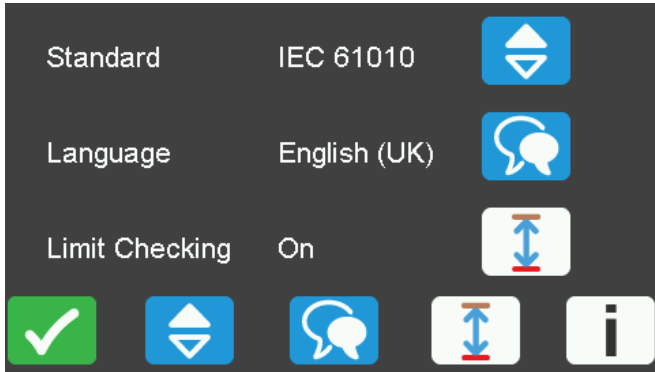 Standard IEC 61010
Language English (UK)
Limit Checking On
i